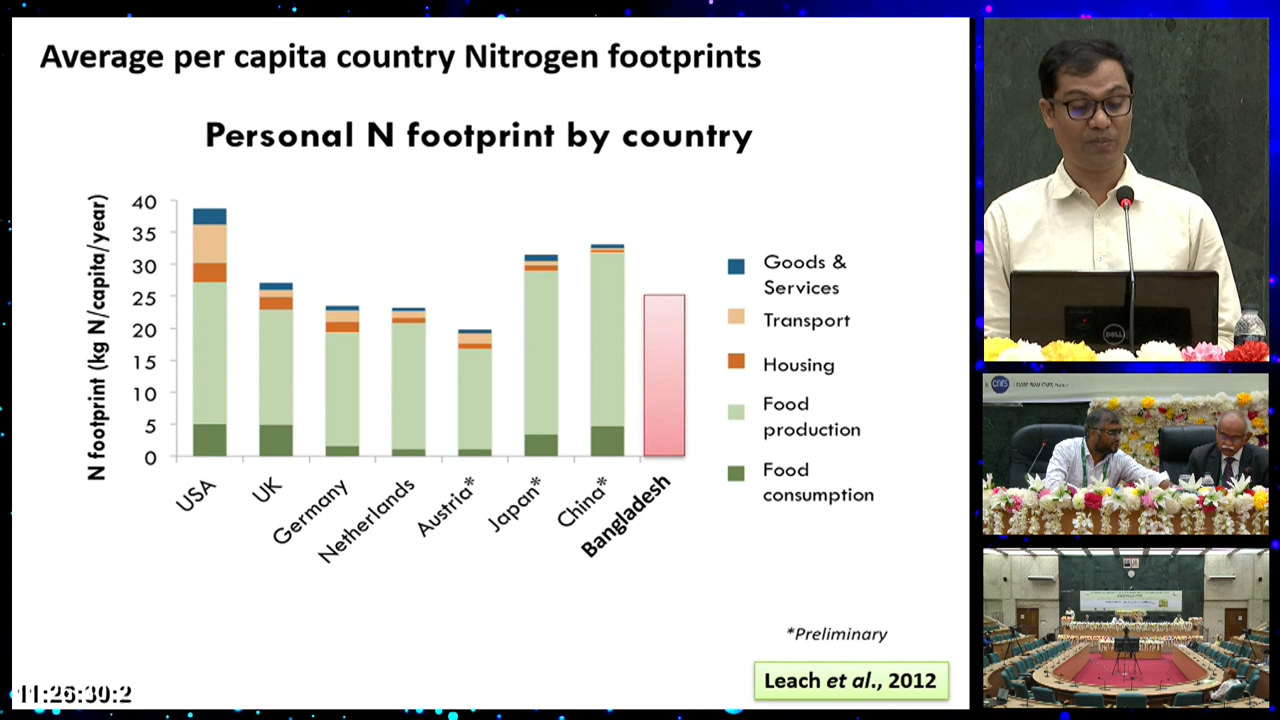 Average per capita country Nitrogen footprints
Personal N footprint by country
N footprint (kg N/capita/year)
40
35
30
25
20
15
10
5
0
USA
UK
Germany
Netherlands
Austria*
Japan*
China*
Bangladesh
Goods &
Services
Transport
Housing
Food
production
Food
consumption
*Preliminary
Leach et al., 2012
11:26:30:2
DELL
cnrs